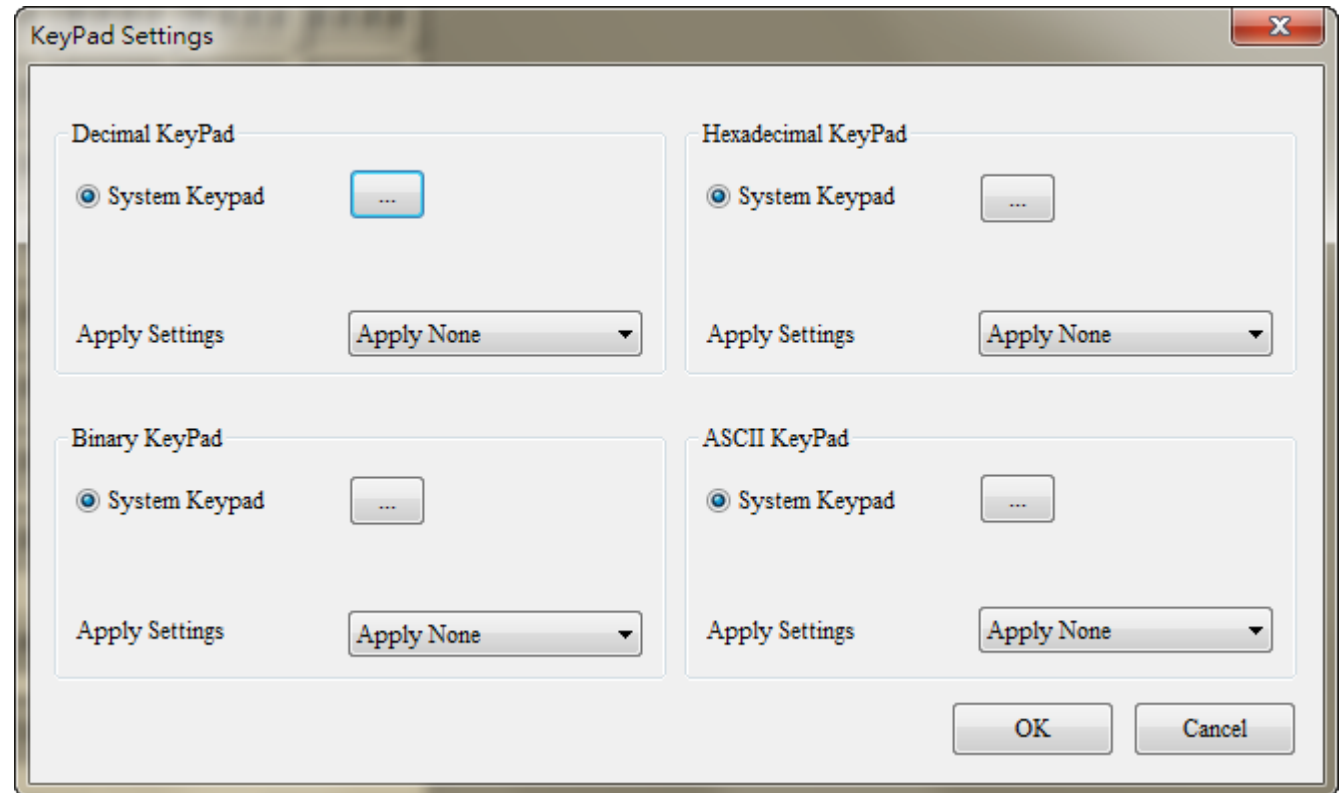 KeyPad Settings
Decimal KeyPad
System Keypad ...
Apply Settings Apply None
Hexadecimal KeyPad
System Keypad ...
Apply Settings Apply None
Binary KeyPad
System Keypad ...
Apply Settings Apply None
ASCII KeyPad
System Keypad ...
Apply Settings Apply None
OK Cancel